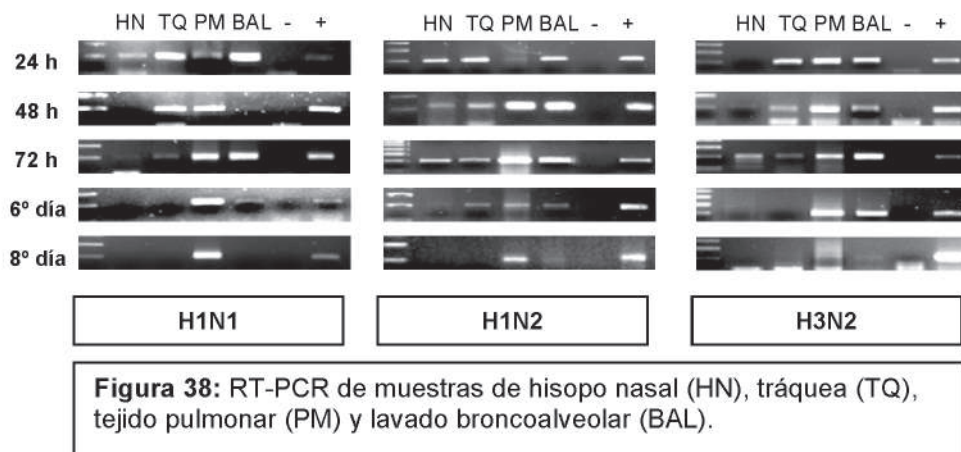 HN TQ PM BAL - + HN TQ PM BAL - + HN TQ PM BAL - +
24 h
48 h
72 h
6º día
8º día
H1N1 H1N2 H3N2
Figura 38: RT-PCR de muestras de hisopo nasal (HN), tráquea (TQ),
tejido pulmonar (PM) y lavado broncoalveolar (BAL).